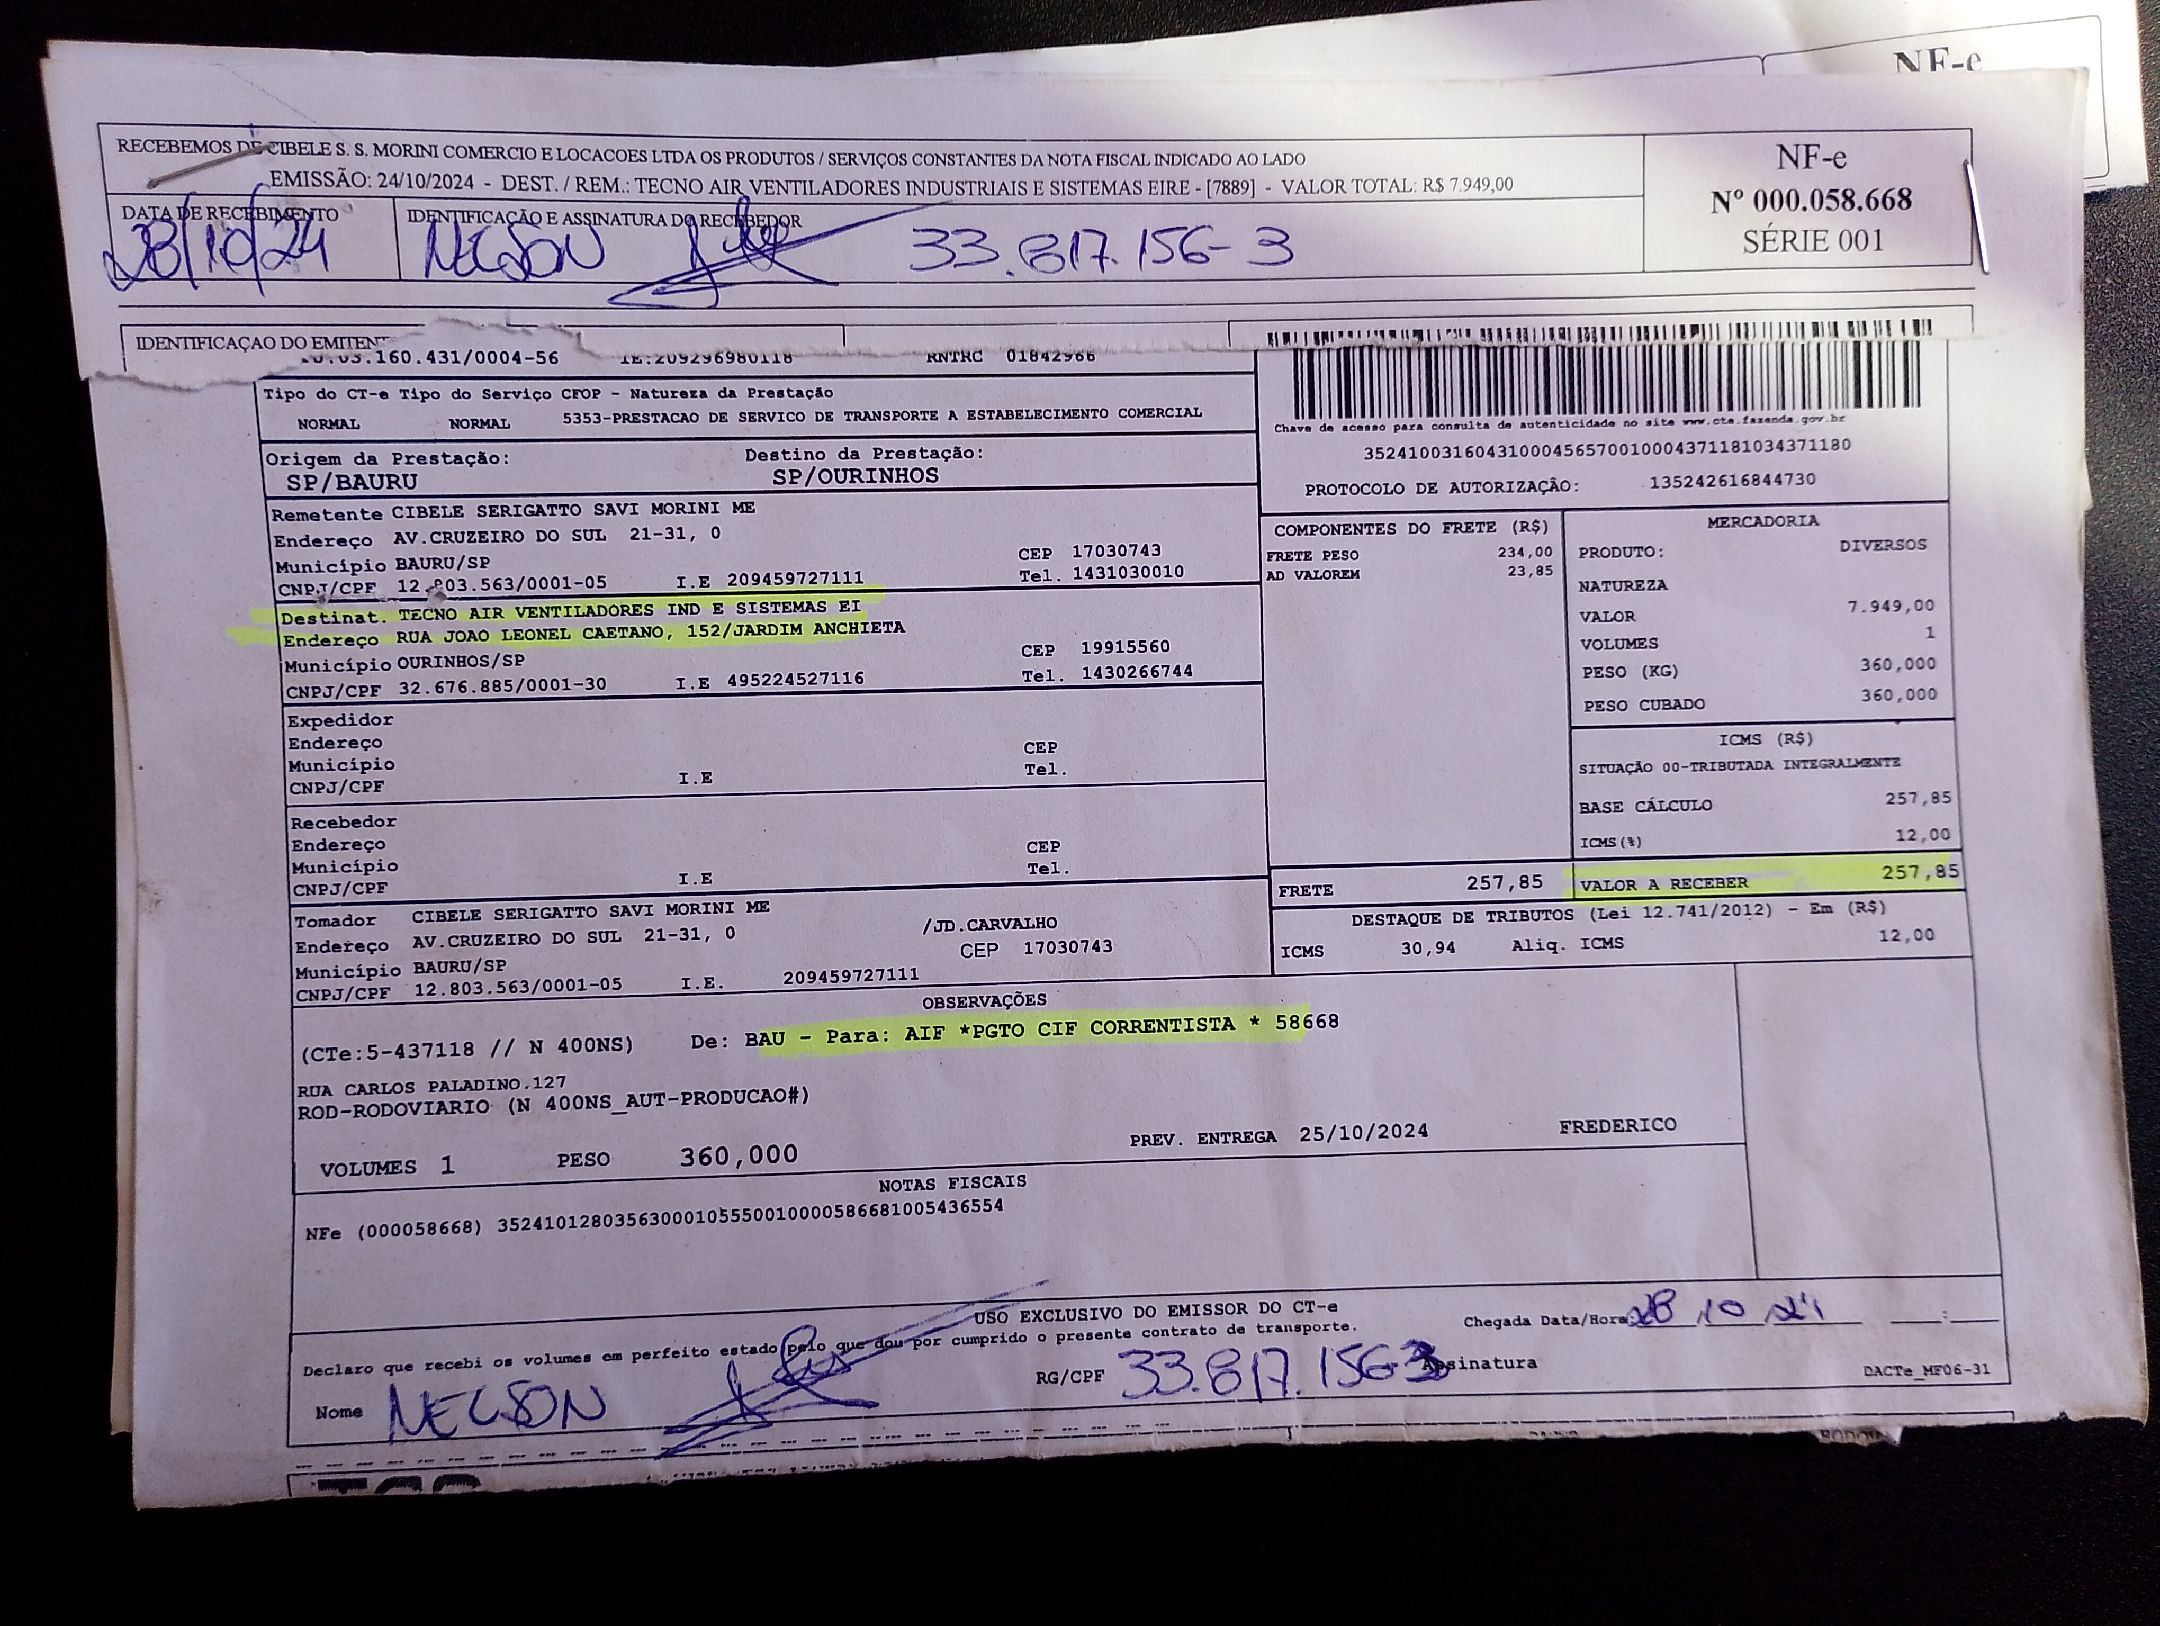 NF-e
RECEBEMOS DE CIBELE S. S. MORINI COMERCIO E LOCACOES LTDA OS PRODUTOS / SERVIÇOS CONSTANTES DA NOTA FISCAL INDICADO AO LADO
EMISSÃO: 24/10/2024 - DEST. / REM.: TECNO AIR VENTILADORES INDUSTRIAIS E SISTEMAS EIRE - [7889] - VALOR TOTAL: R$ 7.949,00
NF-e
Nº 000.058.668
SÉRIE 001
DATA DE RECEBIMENTO
IDENTIFICAÇÃO E ASSINATURA DO RECEBEDOR
28/10/24 NELSON 33.817.156-3
IDENTIFICAÇÃO DO EMITEN
.160.431/0004-56 IE:209296980118 RNTRC 01842966
Tipo do CT-e Tipo do Serviço CFOP - Natureza da Prestação
NORMAL NORMAL 5353-PRESTACAO DE SERVICO DE TRANSPORTE A ESTABELECIMENTO COMERCIAL
Chave de acesso para consulta de autenticidade no site www.cte.fazenda.gov.br
35241003160431000456570010004371181034371180
PROTOCOLO DE AUTORIZAÇÃO: 135242616844730
Origem da Prestação: Destino da Prestação:
SP/BAURU SP/OURINHOS
Remetente CIBELE SERIGATTO SAVI MORINI ME
Endereço AV.CRUZEIRO DO SUL 21-31, 0
Município BAURU/SP CEP 17030743
CNPJ/CPF 12.803.563/0001-05 I.E 209459727111 Tel. 1431030010
Destinat. TECNO AIR VENTILADORES IND E SISTEMAS EI
Endereço RUA JOAO LEONEL CAETANO, 152/JARDIM ANCHIETA
Município OURINHOS/SP CEP 19915560
CNPJ/CPF 32.676.885/0001-30 I.E 495224527116 Tel. 1430266744
Expedidor
Endereço
Município CEP
CNPJ/CPF I.E Tel.
Recebedor
Endereço
Município CEP
CNPJ/CPF I.E Tel.
Tomador CIBELE SERIGATTO SAVI MORINI ME
Endereço AV.CRUZEIRO DO SUL 21-31, 0 /JD.CARVALHO
Município BAURU/SP CEP 17030743
CNPJ/CPF 12.803.563/0001-05 I.E. 209459727111
COMPONENTES DO FRETE (R$)
FRETE PESO 234,00
AD VALOREM 23,85
MERCADORIA
PRODUTO: DIVERSOS
NATUREZA
VALOR 7.949,00
VOLUMES 1
PESO (KG) 360,000
PESO CUBADO 360,000
ICMS (R$)
SITUAÇÃO 00-TRIBUTADA INTEGRALMENTE
BASE CÁLCULO 257,85
ICMS(%) 12,00
FRETE 257,85 VALOR A RECEBER 257,85
DESTAQUE DE TRIBUTOS (Lei 12.741/2012) - Em (R$)
ICMS 30,94 Aliq. ICMS 12,00
OBSERVAÇÕES
(CTe:5-437118 // N 400NS) De: BAU - Para: AIF *PGTO CIF CORRENTISTA * 58668
RUA CARLOS PALADINO.127
ROD-RODOVIARIO (N 400NS_AUT-PRODUCAO#)
VOLUMES 1 PESO 360,000 PREV. ENTREGA 25/10/2024 FREDERICO
NOTAS FISCAIS
NFe (000058668) 35241012803563000105550010000586681005436554
USO EXCLUSIVO DO EMISSOR DO CT-e
Declaro que recebi os volumes em perfeito estado pelo que dou por cumprido o presente contrato de transporte.
Chegada Data/Hora 28 10 24 :
Nome NELSON RG/CPF 33.817.156-3 Assinatura
DACTe_MF06-31